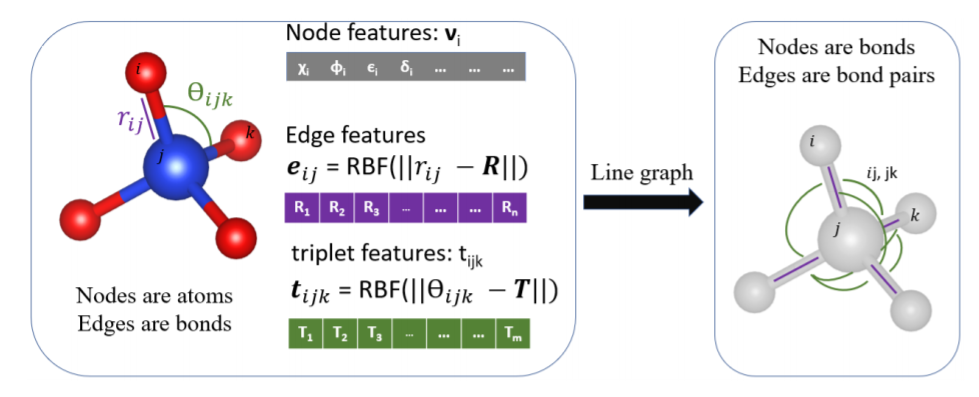 Node features: 𝐯ᵢ
χᵢ ϕᵢ ϵᵢ δᵢ ... ... ...
i
Θᵢⱼₖ
rᵢⱼ
k
j
Edge features
𝒆ᵢⱼ = RBF(||rᵢⱼ − 𝑹||)
R₁ R₂ R₃ ... ... ... Rₙ
triplet features: tᵢⱼₖ
𝒕ᵢⱼₖ = RBF(||Θᵢⱼₖ − 𝑻||)
T₁ T₂ T₃ ... ... ... Tₘ
Nodes are atoms
Edges are bonds
Line graph
Nodes are bonds
Edges are bond pairs
i
ij, jk
k
j